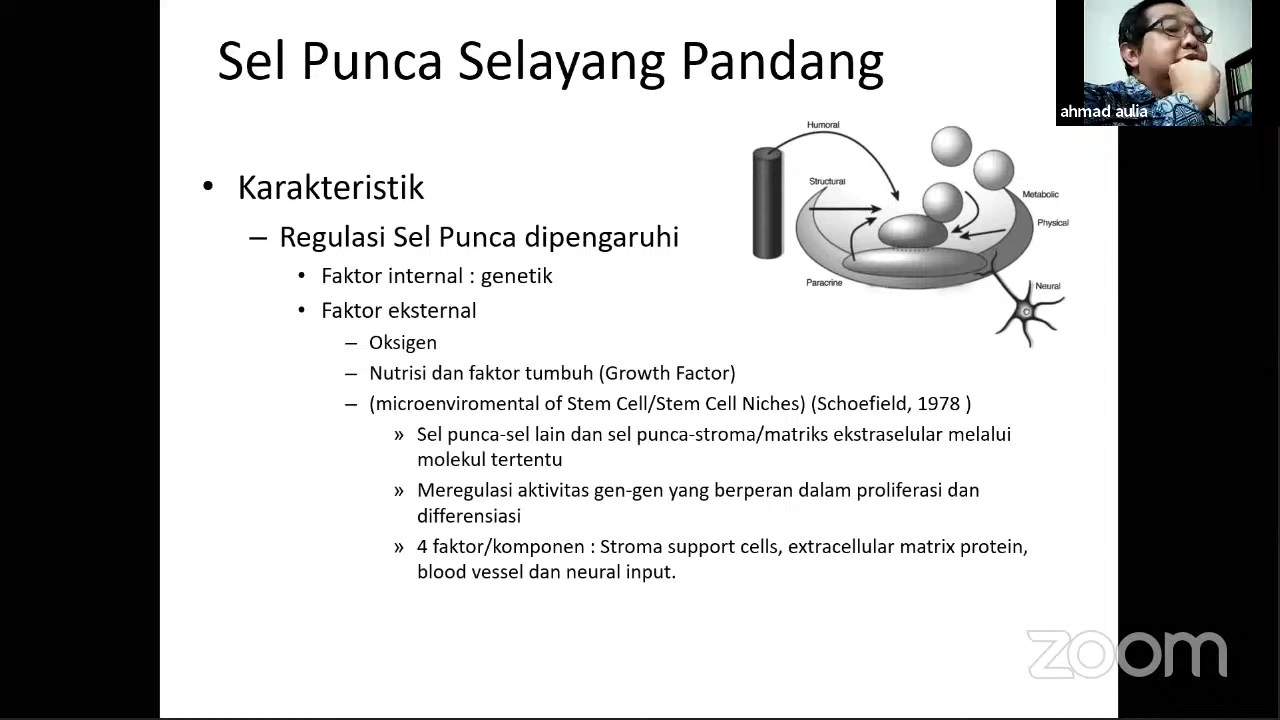 Sel Punca Selayang Pandang
ahmad aulia
• Karakteristik
– Regulasi Sel Punca dipengaruhi
• Faktor internal : genetik
• Faktor eksternal
– Oksigen
– Nutrisi dan faktor tumbuh (Growth Factor)
– (microenviromental of Stem Cell/Stem Cell Niches) (Schoefield, 1978 )
» Sel punca-sel lain dan sel punca-stroma/matriks ekstraselular melalui
molekul tertentu
» Meregulasi aktivitas gen-gen yang berperan dalam proliferasi dan
differensiasi
» 4 faktor/komponen : Stroma support cells, extracellular matrix protein,
blood vessel dan neural input.
Humoral
Structural
Metabolic
Physical
Paracrine
Neural
zoom